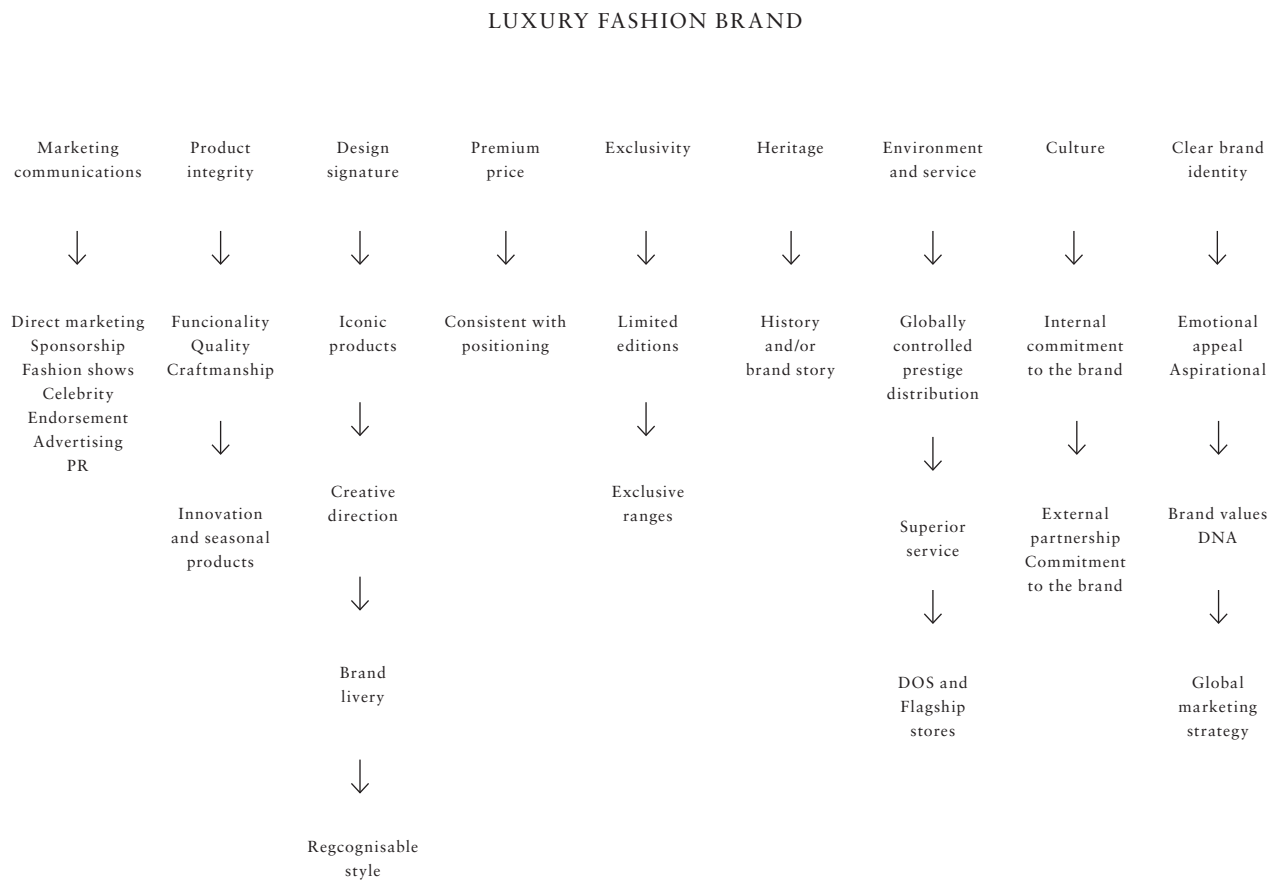 LUXURY FASHION BRAND
Marketing
communications
Direct marketing
Sponsorship
Fashion shows
Celebrity
Endorsement
Advertising
PR
Product
integrity
Funcionality
Quality
Craftmanship
Innovation
and seasonal
products
Design
signature
Iconic
products
Creative
direction
Brand
livery
Regcognisable
style
Premium
price
Consistent with
positioning
Exclusivity
Limited
editions
Exclusive
ranges
Heritage
History
and/or
brand story
Environment
and service
Globally
controlled
prestige
distribution
Superior
service
DOS and
Flagship
stores
Culture
Internal
commitment
to the brand
External
partnership
Commitment
to the brand
Clear brand
identity
Emotional
appeal
Aspirational
Brand values
DNA
Global
marketing
strategy